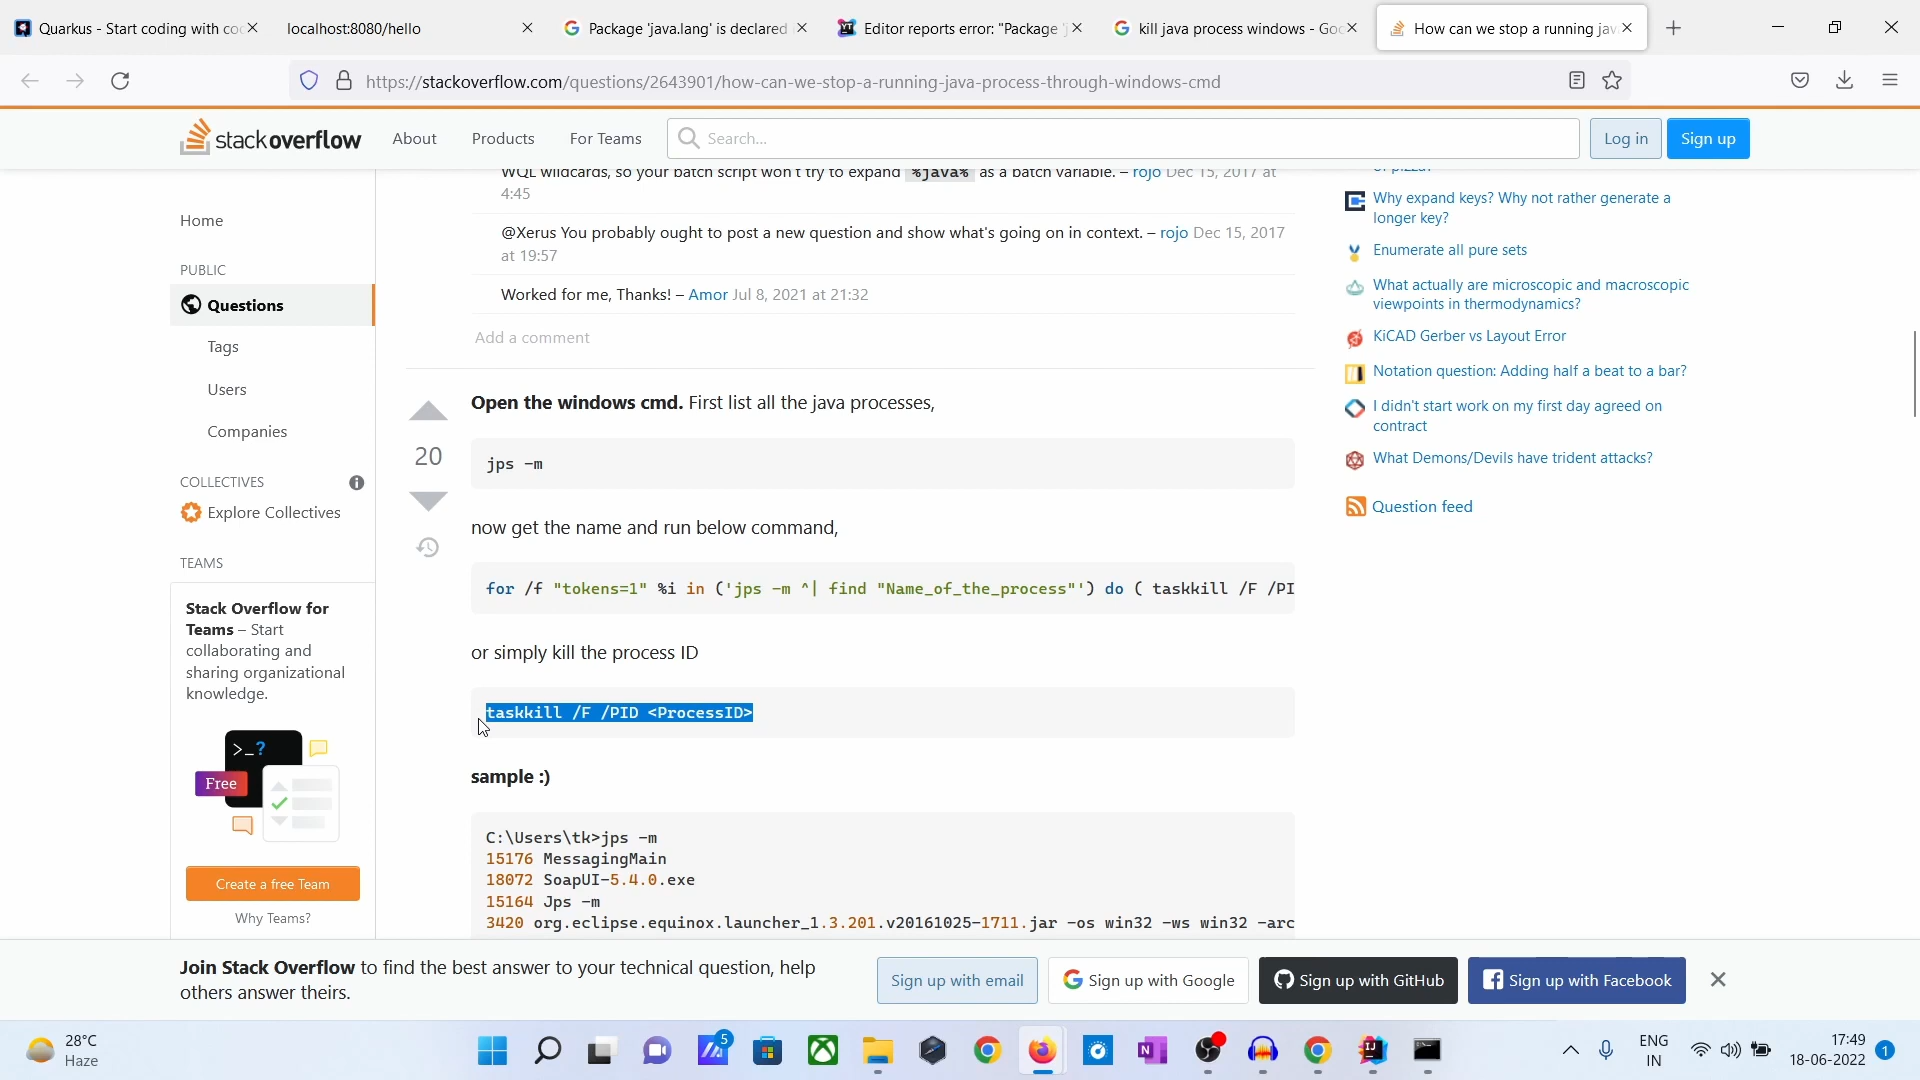 Quarkus - Start coding with co
localhost:8080/hello
Package 'java.lang' is declared
Editor reports error: "Package 'j
kill java process windows - Goo
How can we stop a running jav
https://stackoverflow.com/questions/2643901/how-can-we-stop-a-running-java-process-through-windows-cmd
stackoverflow
About
Products
For Teams
Search...
Log in
Sign up
Home
PUBLIC
Questions
Tags
Users
Companies
COLLECTIVES
Explore Collectives
TEAMS
Stack Overflow for
Teams – Start
collaborating and
sharing organizational
knowledge.
>_?
Free
Create a free Team
Why Teams?
WQL wildcards, so your batch script won't try to expand %java% as a batch variable. – rojo Dec 15, 2017 at
4:45
@Xerus You probably ought to post a new question and show what's going on in context. – rojo Dec 15, 2017
at 19:57
Worked for me, Thanks! – Amor Jul 8, 2021 at 21:32
Add a comment
20
Open the windows cmd. First list all the java processes,
jps -m
now get the name and run below command,
for /f "tokens=1" %i in ('jps -m ^| find "Name_of_the_process"') do ( taskkill /F /PI
or simply kill the process ID
taskkill /F /PID <ProcessID>
sample :)
C:\Users\tk>jps -m
15176 MessagingMain
18072 SoapUI-5.4.0.exe
15164 Jps -m
3420 org.eclipse.equinox.launcher_1.3.201.v20161025-1711.jar -os win32 -ws win32 -arc
of pizza?
Why expand keys? Why not rather generate a
longer key?
Enumerate all pure sets
What actually are microscopic and macroscopic
viewpoints in thermodynamics?
KiCAD Gerber vs Layout Error
Notation question: Adding half a beat to a bar?
I didn't start work on my first day agreed on
contract
What Demons/Devils have trident attacks?
Question feed
Join Stack Overflow to find the best answer to your technical question, help
others answer theirs.
Sign up with email
Sign up with Google
Sign up with GitHub
Sign up with Facebook
28°C
Haze
5
ENG
IN
17:49
18-06-2022
1